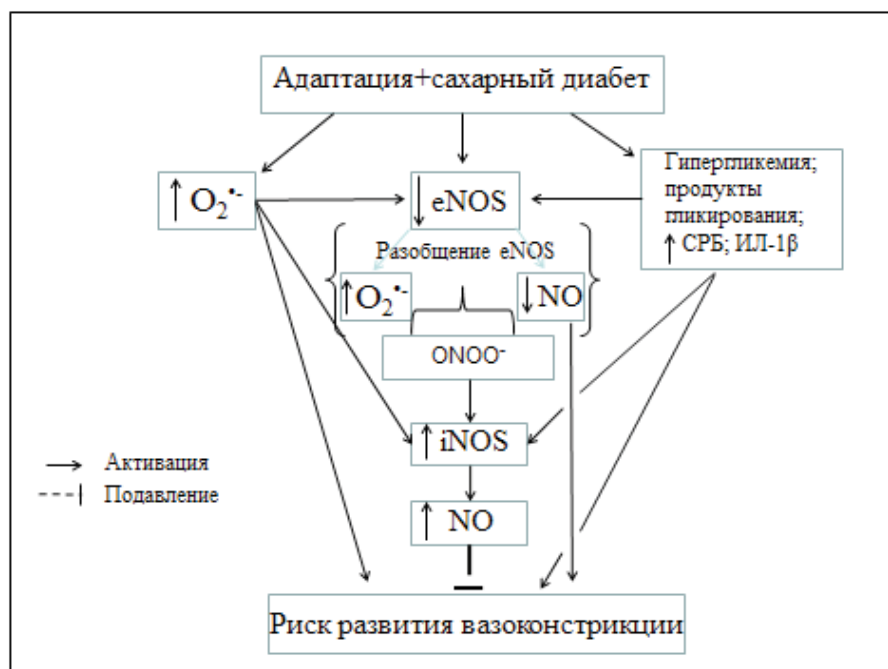 Адаптация+сахарный диабет
↑ O₂•-
↓ eNOS
Гипергликемия;
продукты
гликирования;
↑ СРБ; ИЛ-1β
Разобщение eNOS
↑O₂•-
↓ NO
ONOO⁻
↑ iNOS
↑ NO
Активация
Подавление
Риск развития вазоконстрикции